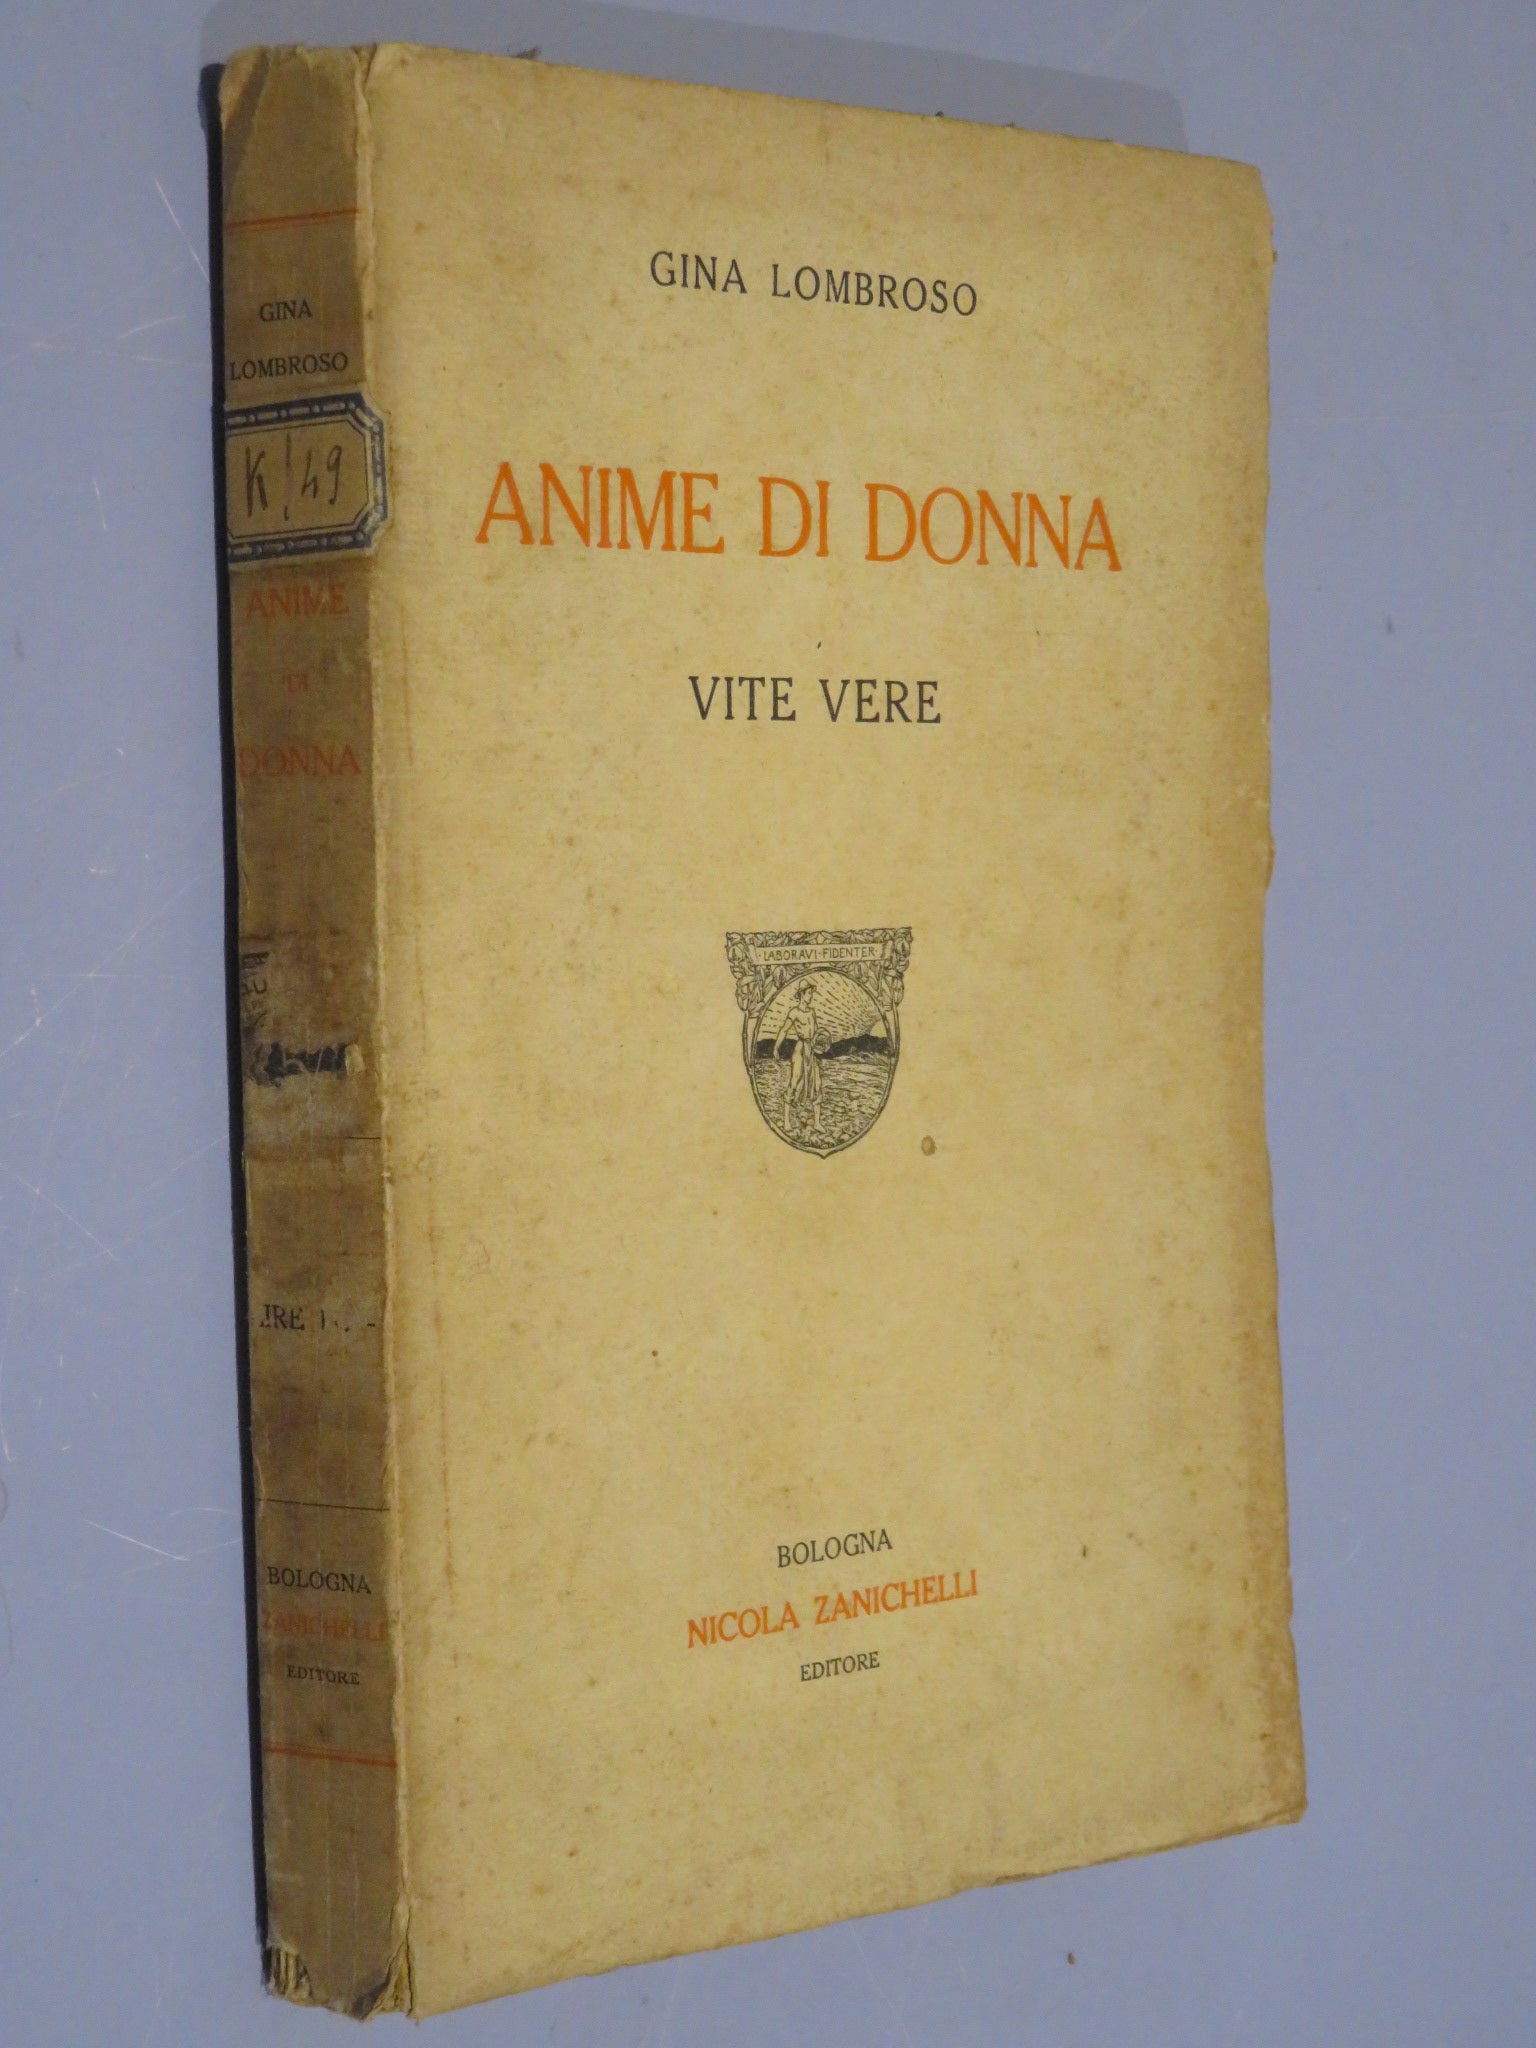 GINA
LOMBROSO
K! 49
ANIME
DI
DONNA
BOLOGNA
ZANICHELLI
EDITORE
GINA LOMBROSO
ANIME DI DONNA
VITE VERE
·LABORAVI·FIDENTER·
BOLOGNA
NICOLA ZANICHELLI
EDITORE